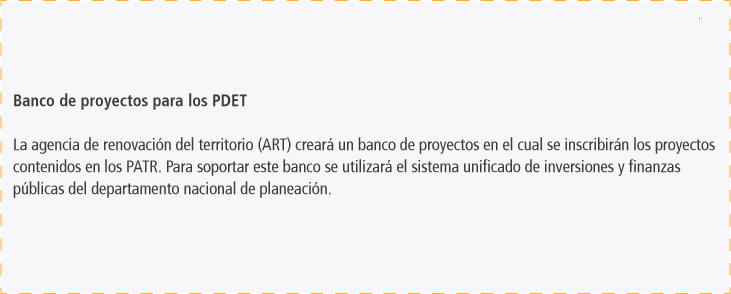 Banco de proyectos para los PDET
La agencia de renovación del territorio (ART) creará un banco de proyectos en el cual se inscribirán los proyectos
contenidos en los PATR. Para soportar este banco se utilizará el sistema unificado de inversiones y finanzas
públicas del departamento nacional de planeación.